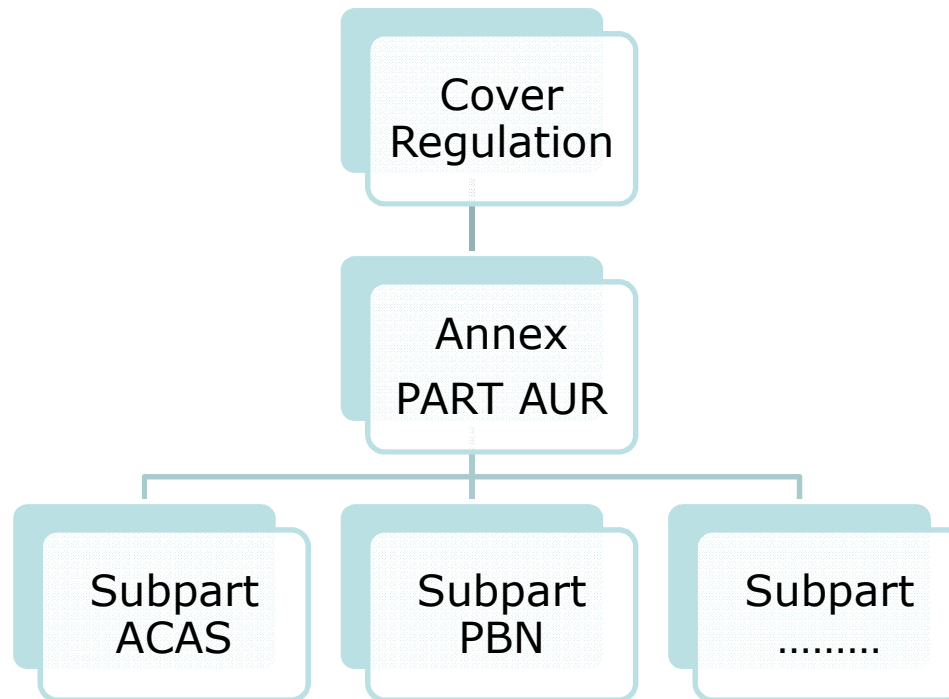 Cover
Regulation
Annex
PART AUR
Subpart
ACAS
Subpart
PBN
Subpart
.........